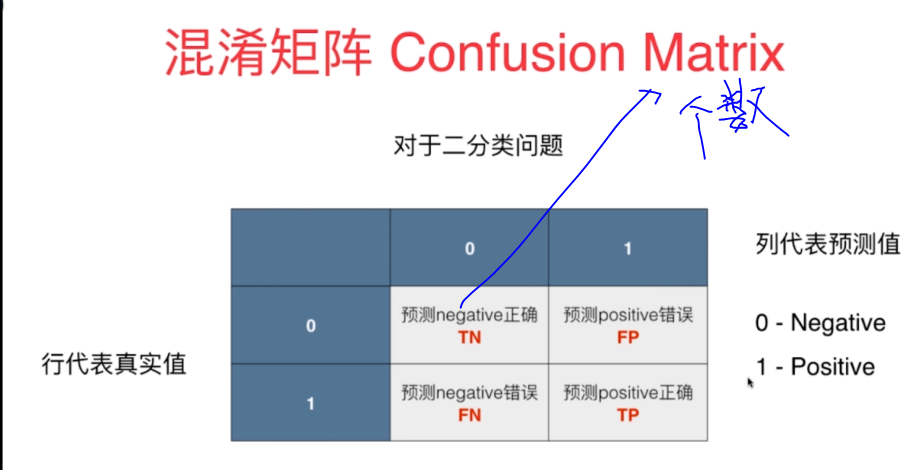 混淆矩阵 Confusion Matrix
个数
对于二分类问题
0 1
列代表预测值
0 预测negative正确 预测positive错误
TN FP
0 - Negative
行代表真实值
1 - Positive
1 预测negative错误 预测positive正确
FN TP